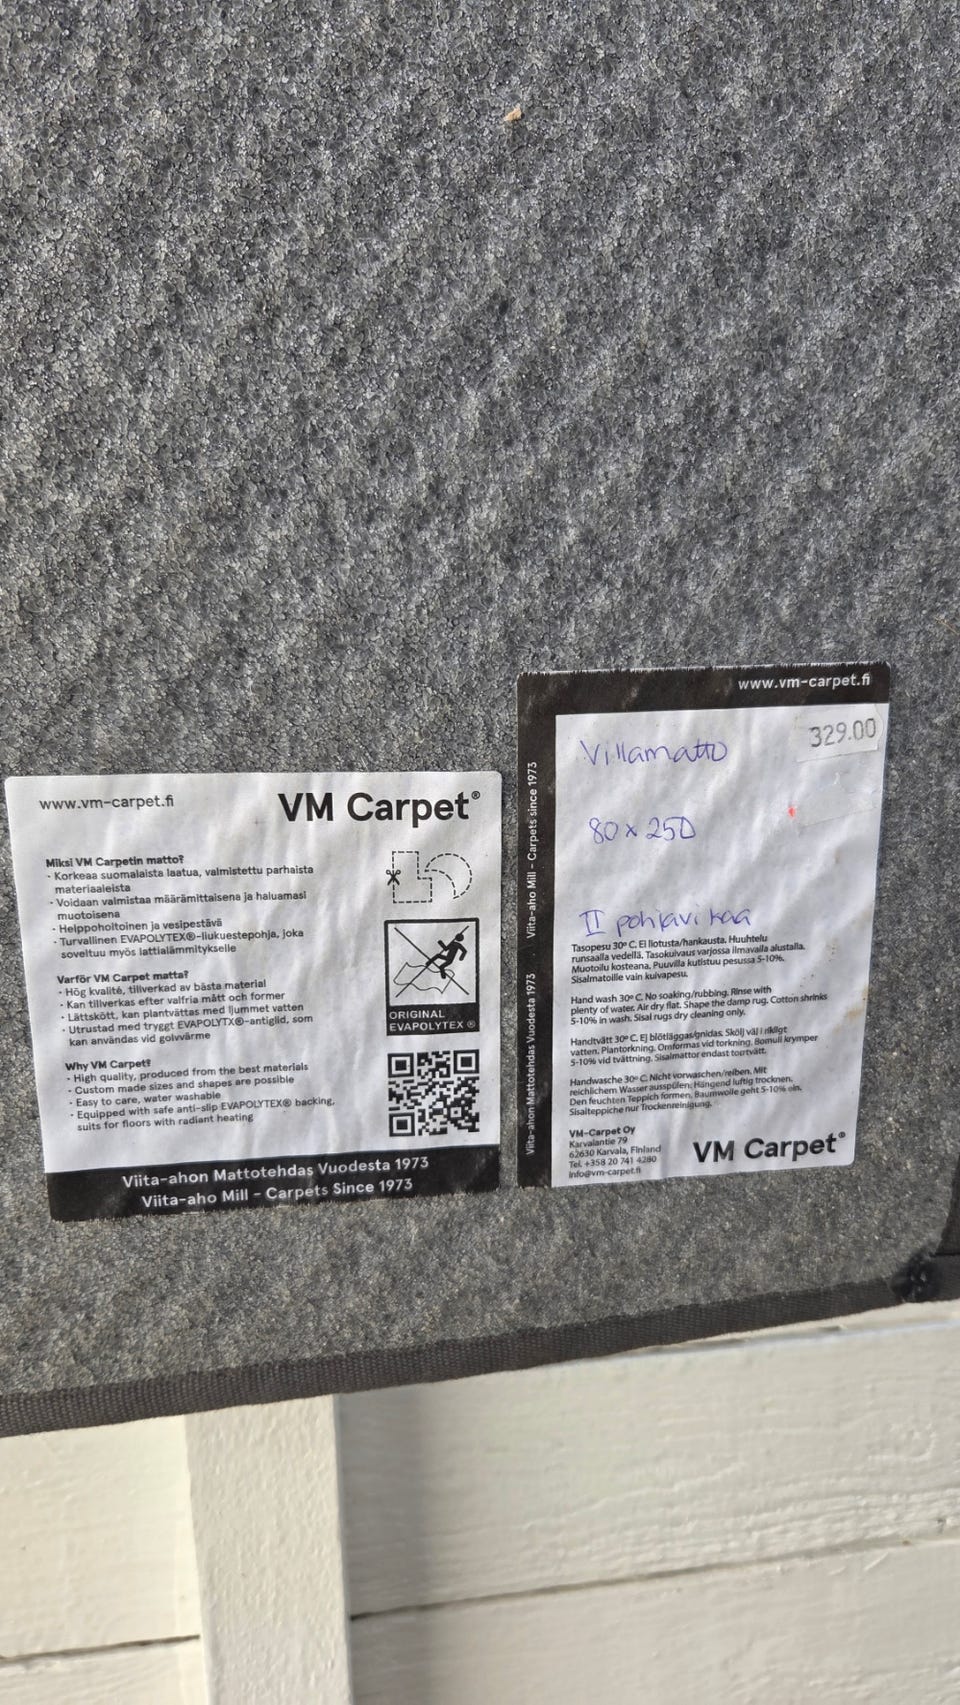 www.vm-carpet.fi
VM Carpet®
Miksi VM Carpetin matto?
· Korkeaa suomalaista laatua, valmistettu parhaista
materiaaleista
· Voidaan valmistaa määrämittaisena ja haluamasi
muotoisena
· Helppohoitoinen ja vesipestävä
· Turvallinen EVAPOLYTEX®-liukuestepohja, joka
soveltuu myös lattialämmitykselle
Varför VM Carpet matta?
· Hög kvalité, tillverkad av bästa material
· Kan tillverkas efter valfria mått och former
· Lättskött, kan plantvättas med ljummet vatten
· Utrustad med tryggt EVAPOLYTX®-antiglid, som
kan användas vid golvvärme
Why VM Carpet?
· High quality, produced from the best materials
· Custom made sizes and shapes are possible
· Easy to care, water washable
· Equipped with safe anti-slip EVAPOLYTEX® backing,
suits for floors with radiant heating
ORIGINAL
EVAPOLYTEX ®
Viita-ahon Mattotehdas Vuodesta 1973
Viita-aho Mill - Carpets Since 1973
www.vm-carpet.fi
Viita-ahon Mattotehdas Vuodesta 1973 Viita-aho Mill - Carpets since 1973
329.00
Villamatto
80 x 250
II pohjavikaa
Tasopesu 30º C. Ei liotusta/hankausta. Huuhtelu
runsaalla vedellä. Tasokuivaus varjossa ilmavalla alustalla.
Muotoilu kosteana. Puuvilla kutistuu pesussa 5-10%.
Sisalmatoille vain kuivapesu.
Hand wash 30º C. No soaking/rubbing. Rinse with
plenty of water. Air dry flat. Shape the damp rug. Cotton shrinks
5-10% in wash. Sisal rugs dry cleaning only.
Handtvätt 30º C. Ej blötläggas/gnidas. Skölj väl i rikligt
vatten. Plantorkning. Omformas vid torkning. Bomull krymper
5-10% vid tvättning. Sisalmattor endast torrtvätt.
Handwasche 30º C. Nicht vorwaschen/reiben. Mit
reichlichem Wasser ausspülen. Hängend luftig trocknen.
Den feuchten Teppich formen. Baumwolle geht 5-10% ein.
Sisalteppiche nur Trockenreinigung.
VM-Carpet Oy
Karvalantie 79
62630 Karvala, Finland
Tel. +358 20 741 4280
info@vm-carpet.fi
VM Carpet®